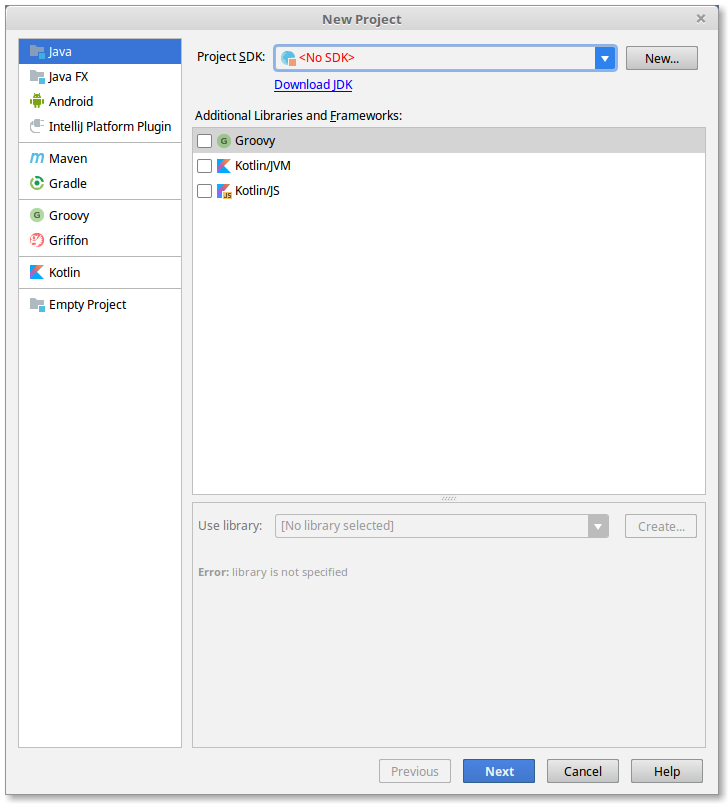 New Project
Java
Java FX
Android
IntelliJ Platform Plugin
Maven
Gradle
Groovy
Griffon
Kotlin
Empty Project
Project SDK: <No SDK> New...
Download JDK
Additional Libraries and Frameworks:
G Groovy
Kotlin/JVM
JS Kotlin/JS
Use library: [No library selected] Create...
Error: library is not specified
Previous Next Cancel Help